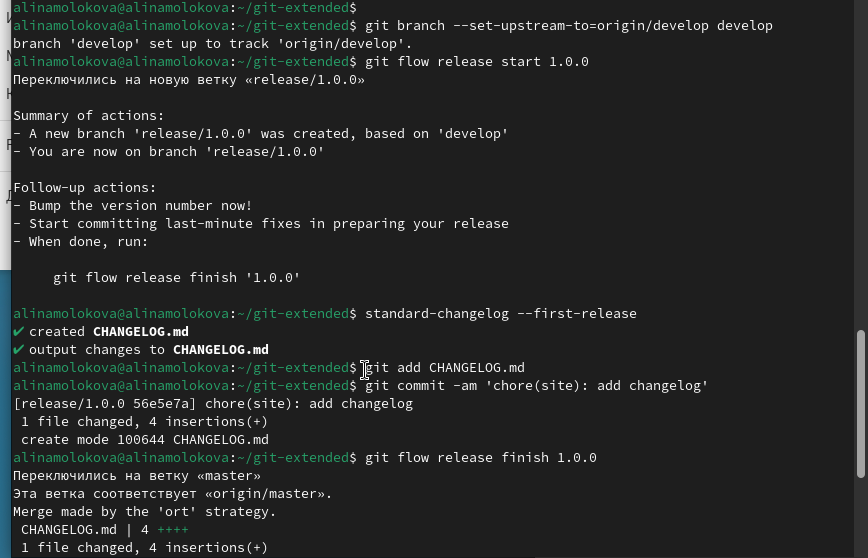 alinamolokova@alinamolokova:~/git-extended$
alinamolokova@alinamolokova:~/git-extended$ git branch --set-upstream-to=origin/develop develop
branch 'develop' set up to track 'origin/develop'.
alinamolokova@alinamolokova:~/git-extended$ git flow release start 1.0.0
Переключились на новую ветку «release/1.0.0»
Summary of actions:
- A new branch 'release/1.0.0' was created, based on 'develop'
- You are now on branch 'release/1.0.0'
Follow-up actions:
- Bump the version number now!
- Start committing last-minute fixes in preparing your release
- When done, run:
git flow release finish '1.0.0'
alinamolokova@alinamolokova:~/git-extended$ standard-changelog --first-release
✔ created CHANGELOG.md
✔ output changes to CHANGELOG.md
alinamolokova@alinamolokova:~/git-extended$ git add CHANGELOG.md
alinamolokova@alinamolokova:~/git-extended$ git commit -am 'chore(site): add changelog'
[release/1.0.0 56e5e7a] chore(site): add changelog
1 file changed, 4 insertions(+)
create mode 100644 CHANGELOG.md
alinamolokova@alinamolokova:~/git-extended$ git flow release finish 1.0.0
Переключились на ветку «master»
Эта ветка соответствует «origin/master».
Merge made by the 'ort' strategy.
CHANGELOG.md | 4 ++++
1 file changed, 4 insertions(+)